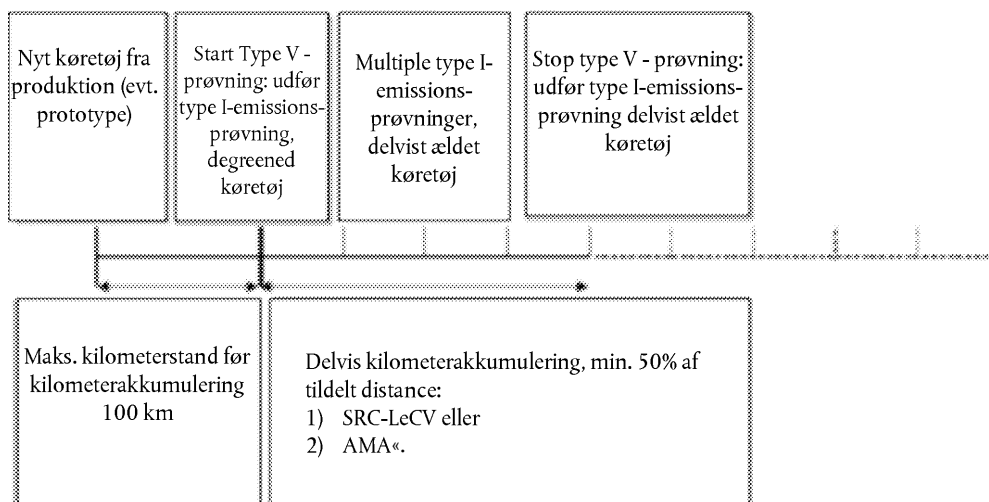 Nyt køretøj fra
produktion (evt.
prototype)
Start Type V -
prøvning: udfør
type I-emissions-
prøvning,
degreened
køretøj
Multiple type I-
emissions-
prøvninger,
delvist ældet
køretøj
Stop type V - prøvning:
udfør type I-emissions-
prøvning delvist ældet
køretøj
Maks. kilometerstand før
kilometerakkumulering
100 km
Delvis kilometerakkumulering, min. 50% af
tildelt distance:
1) SRC-LeCV eller
2) AMA«.